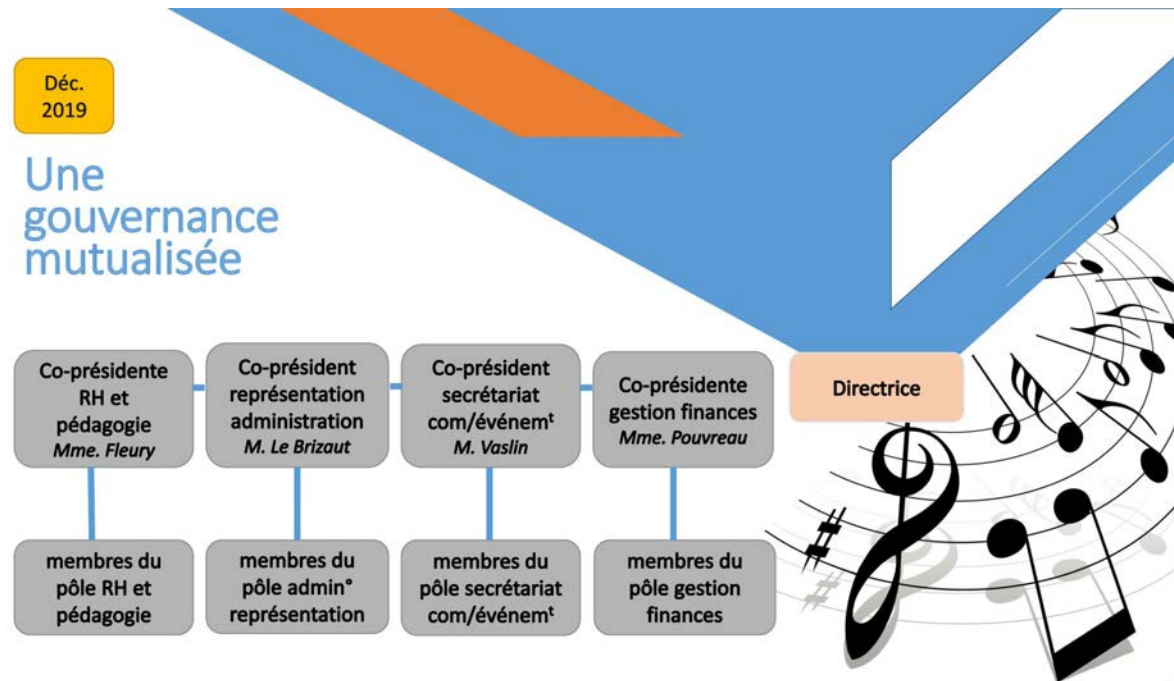 Déc.
2019
Une
gouvernance
mutualisée
Co-présidente
RH et
pédagogie
Mme. Fleury
Co-président
représentation
administration
M. Le Brizaut
Co-président
secrétariat
com/événemᵗ
M. Vaslin
Co-présidente
gestion finances
Mme. Pouvreau
Directrice
membres du
pôle RH et
pédagogie
membres du
pôle admin°
représentation
membres du
pôle secrétariat
com/événemᵗ
membres du
pôle gestion
finances